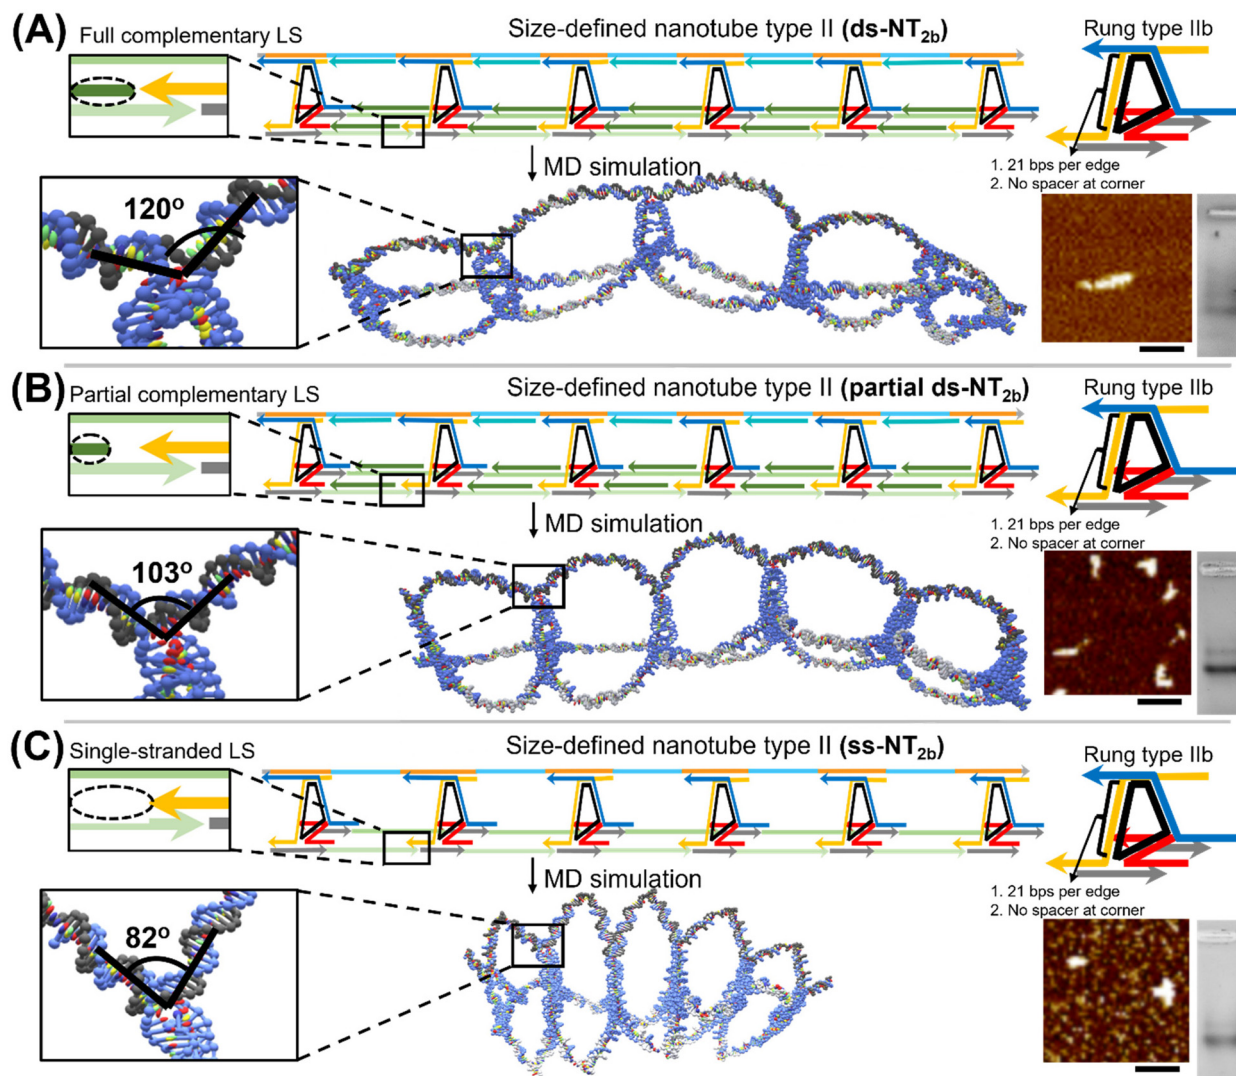 (A)
Full complementary LS
Size-defined nanotube type II (ds-NT2b)
Rung type IIb
MD simulation
1. 21 bps per edge
2. No spacer at corner
120o
(B)
Partial complementary LS
Size-defined nanotube type II (partial ds-NT2b)
Rung type IIb
MD simulation
1. 21 bps per edge
2. No spacer at corner
103o
(C)
Single-stranded LS
Size-defined nanotube type II (ss-NT2b)
Rung type IIb
MD simulation
1. 21 bps per edge
2. No spacer at corner
82o